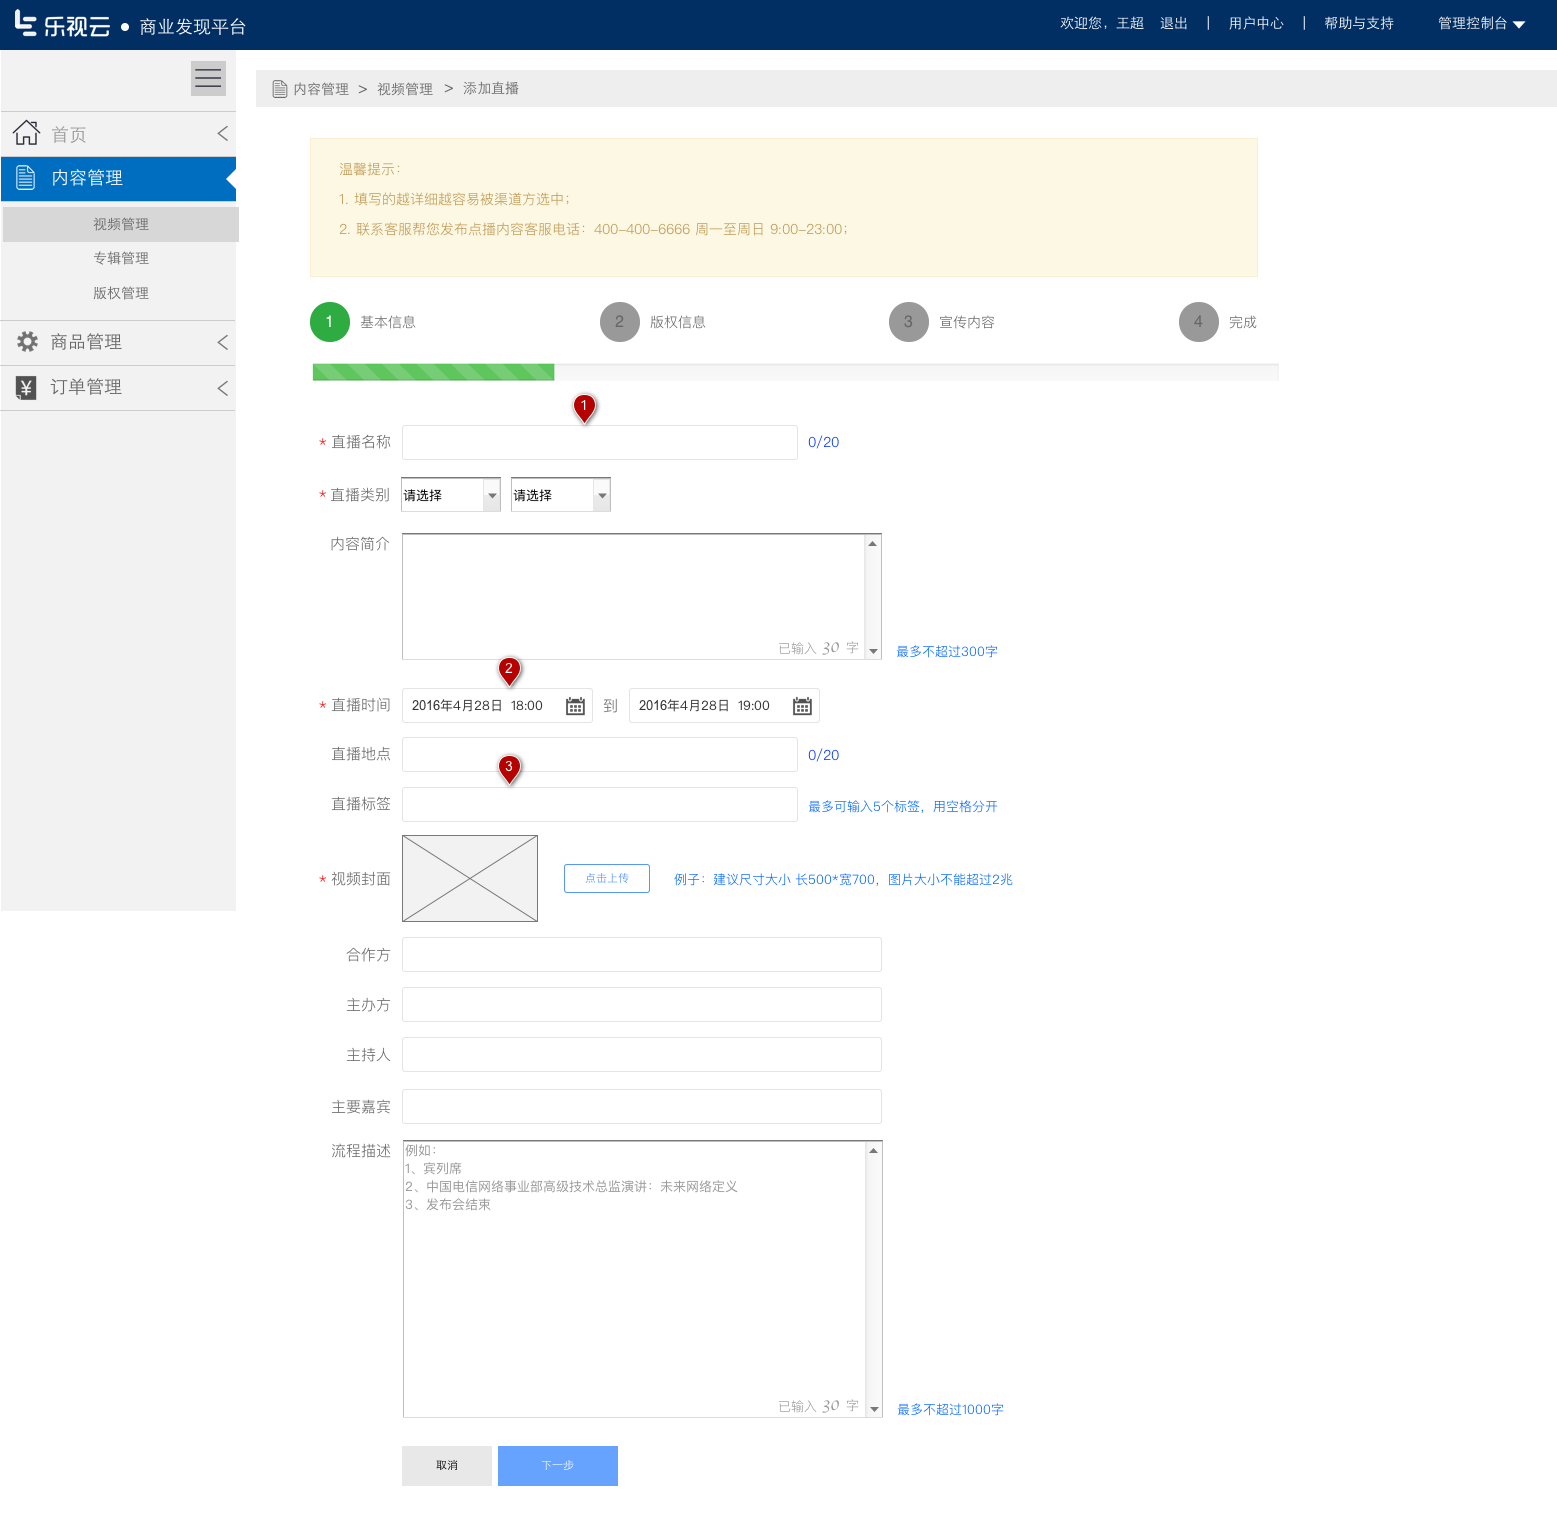 乐视云 ● 商业发现平台
欢迎您，王超 退出 | 用户中心 | 帮助与支持 管理控制台
内容管理 > 视频管理 > 添加直播
首页
内容管理
视频管理
专辑管理
版权管理
商品管理
订单管理
温馨提示：
1. 填写的越详细越容易被渠道方选中；
2. 联系客服帮您发布点播内容客服电话：400-400-6666 周一至周日 9:00-23:00；
1 基本信息 2 版权信息 3 宣传内容 4 完成
1
* 直播名称 0/20
* 直播类别 请选择 请选择
内容简介
已输入 30 字 最多不超过300字
2
* 直播时间 2016年4月28日 18:00 到 2016年4月28日 19:00
直播地点 0/20
3
直播标签 最多可输入5个标签，用空格分开
* 视频封面 点击上传 例子：建议尺寸大小 长500*宽700，图片大小不能超过2兆
合作方
主办方
主持人
主要嘉宾
流程描述 例如：
1、宾列席
2、中国电信网络事业部高级技术总监演讲：未来网络定义
3、发布会结束
已输入 30 字 最多不超过1000字
取消 下一步